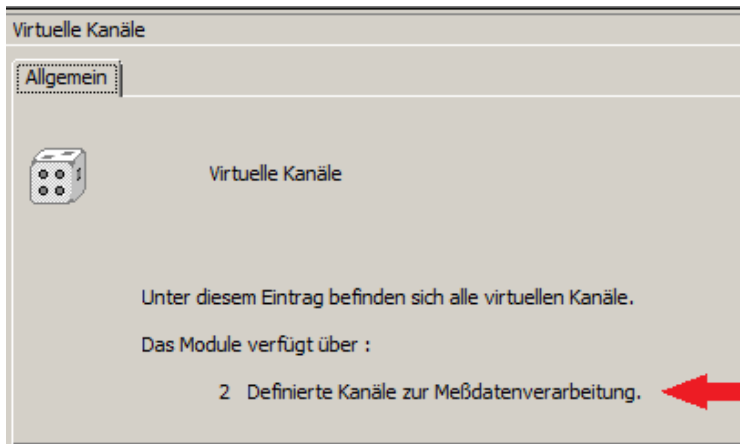 Virtuelle Kanäle
Allgemein
Virtuelle Kanäle
Unter diesem Eintrag befinden sich alle virtuellen Kanäle.
Das Module verfügt über :
2 Definierte Kanäle zur Meßdatenverarbeitung.